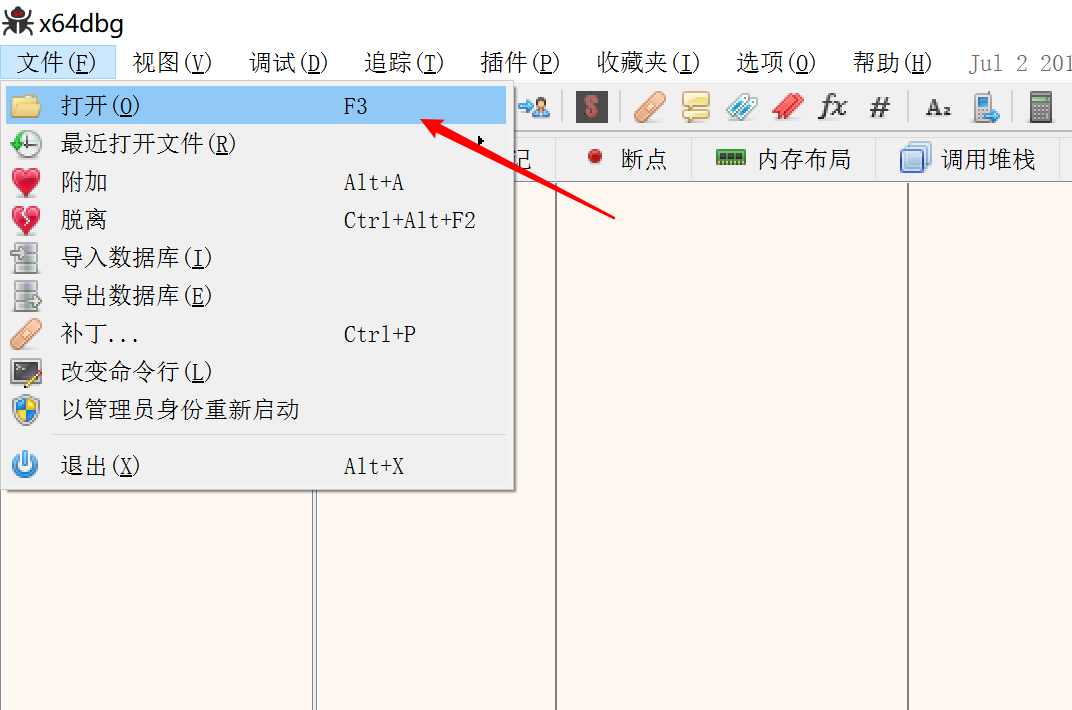 x64dbg
文件(F) 视图(V) 调试(D) 追踪(T) 插件(P) 收藏夹(I) 选项(O) 帮助(H) Jul 2 201
打开(O) F3
S fx # A₂
最近打开文件(R)
记 断点 内存布局 调用堆栈
附加 Alt+A
脱离 Ctrl+Alt+F2
导入数据库(I)
导出数据库(E)
补丁... Ctrl+P
改变命令行(L)
以管理员身份重新启动
退出(X) Alt+X